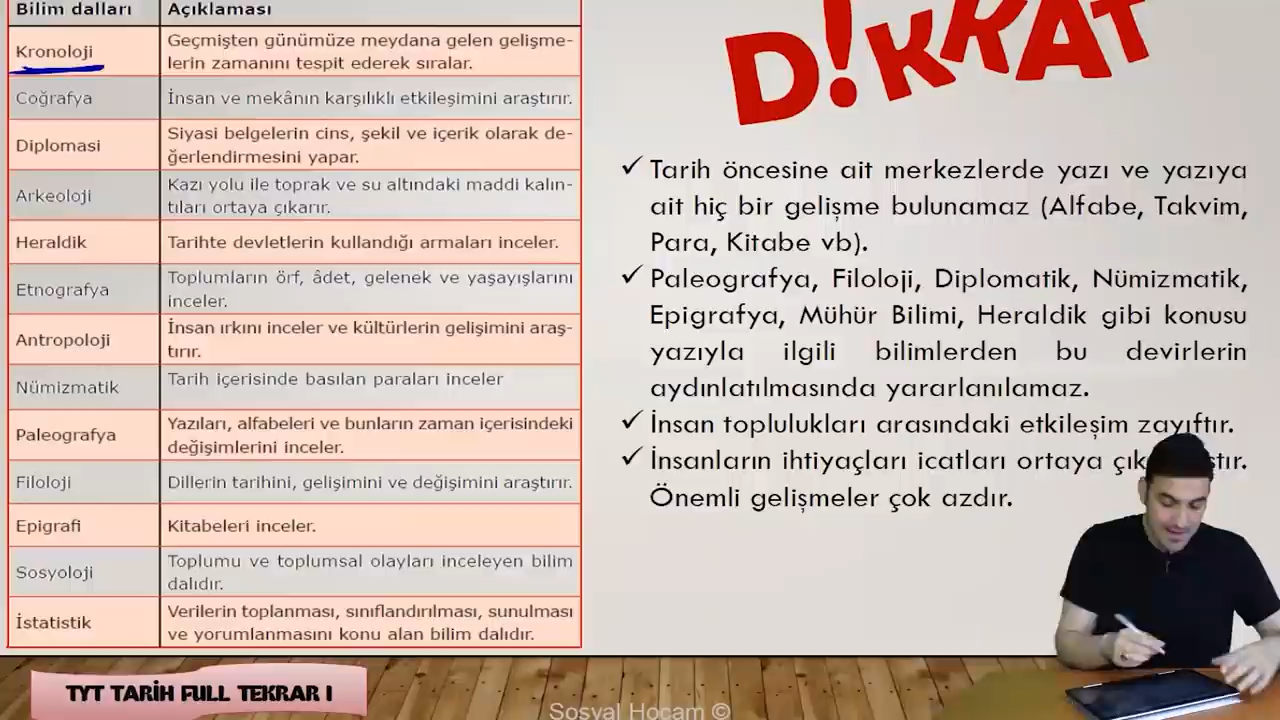 Bilim dalları Açıklaması
Kronoloji Geçmişten günümüze meydana gelen gelişme-
lerin zamanını tespit ederek sıralar.
Coğrafya İnsan ve mekânın karşılıklı etkileşimini araştırır.
Diplomasi Siyasi belgelerin cins, şekil ve içerik olarak de-
ğerlendirmesini yapar.
Arkeoloji Kazı yolu ile toprak ve su altındaki maddi kalın-
tıları ortaya çıkarır.
Heraldik Tarihte devletlerin kullandığı armaları inceler.
Etnografya Toplumların örf, âdet, gelenek ve yaşayışlarını
inceler.
Antropoloji İnsan ırkını inceler ve kültürlerin gelişimini araş-
tırır.
Nümizmatik Tarih içerisinde basılan paraları inceler
Paleografya Yazıları, alfabeleri ve bunların zaman içerisindeki
değişimlerini inceler.
Filoloji Dillerin tarihini, gelişimini ve değişimini araştırır.
Epigrafi Kitabeleri inceler.
Sosyoloji Toplumu ve toplumsal olayları inceleyen bilim
dalıdır.
İstatistik Verilerin toplanması, sınıflandırılması, sunulması
ve yorumlanmasını konu alan bilim dalıdır.
DİKKAT
✓ Tarih öncesine ait merkezlerde yazı ve yazıya
ait hiç bir gelişme bulunamaz (Alfabe, Takvim,
Para, Kitabe vb).
✓ Paleografya, Filoloji, Diplomatik, Nümizmatik,
Epigrafya, Mühür Bilimi, Heraldik gibi konusu
yazıyla ilgili bilimlerden bu devirlerin
aydınlatılmasında yararlanılamaz.
✓ İnsan toplulukları arasındaki etkileşim zayıftır.
✓ İnsanların ihtiyaçları icatları ortaya
Önemli gelişmeler çok azdır.
TYT TARİH FULL TEKRAR I
Sosyal Hocam ©